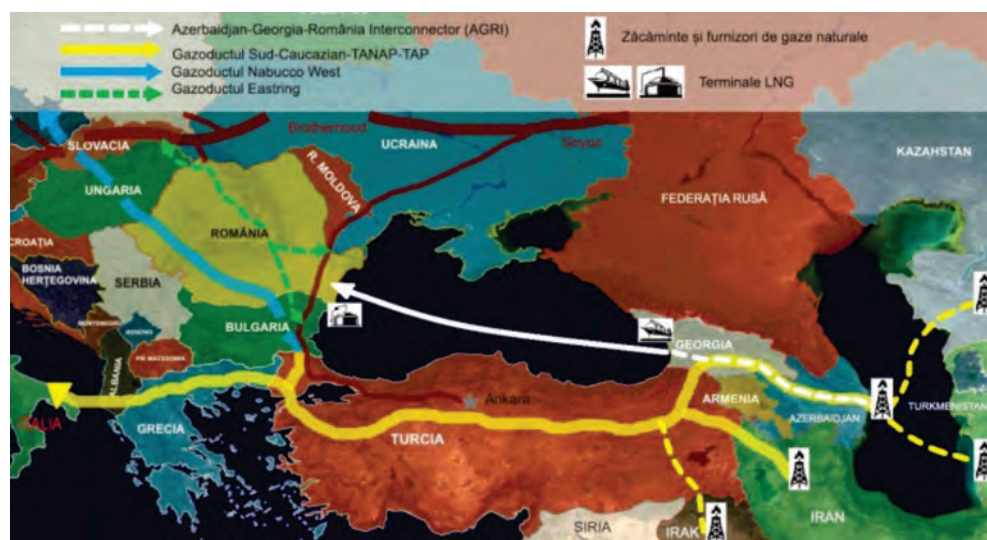 Azerbaidjan-Georgia-România Interconnector (AGRI)
Gazoductul Sud-Caucazian-TANAP-TAP
Gazoductul Nabucco West
Gazoductul Eastring
Zăcăminte și furnizori de gaze naturale
Terminale LNG
Brotherhood
Soyuz
SLOVACIA
UCRAINA
KAZAHSTAN
UNGARIA
R. MOLDOVA
FEDERAȚIA RUSĂ
ROMÂNIA
CROAȚIA
BOSNIA
HERȚEGOVINA
SERBIA
MUNTENEGRU
KOSOVO
BULGARIA
GEORGIA
ALBANIA
ARMENIA
AZERBAIDJAN
TURKMENISTAN
Ankara
ITALIA
GRECIA
TURCIA
SIRIA
IRAK
IRAN